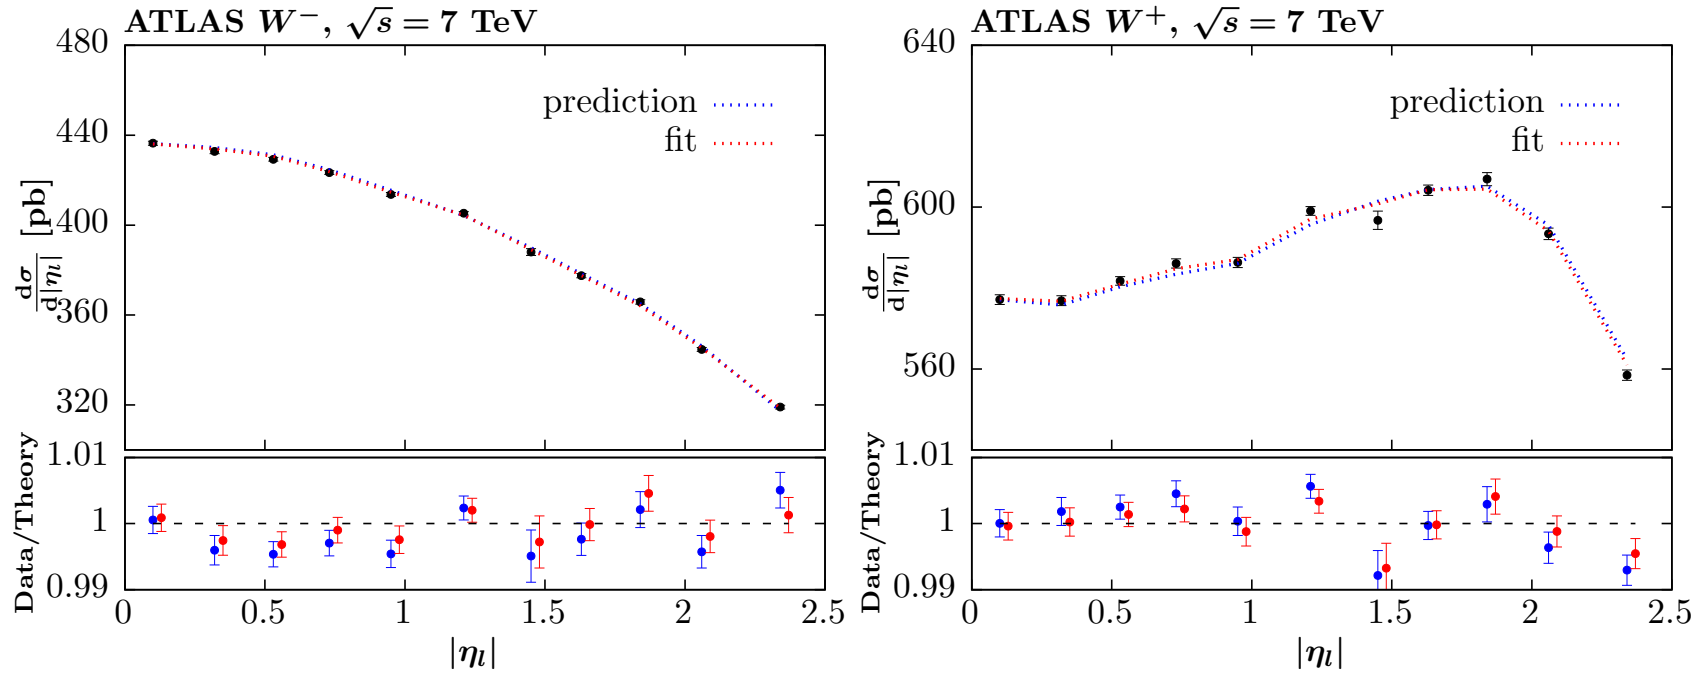 ATLAS W⁻, √s = 7 TeV
480
440
400
360
320
dσ/d|ηₗ| [pb]
prediction
fit
1.01
1
0.99
Data/Theory
0 0.5 1 1.5 2 2.5
|ηₗ|
ATLAS W⁺, √s = 7 TeV
640
600
560
dσ/d|ηₗ| [pb]
prediction
fit
1.01
1
0.99
Data/Theory
0 0.5 1 1.5 2 2.5
|ηₗ|